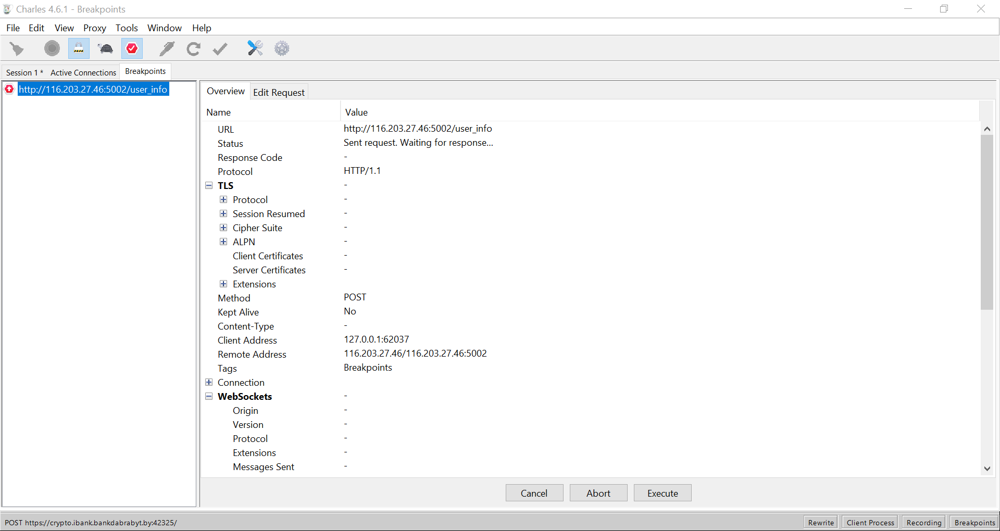 Charles 4.6.1 - Breakpoints
File Edit View Proxy Tools Window Help
Session 1 * Active Connections Breakpoints
http://116.203.27.46:5002/user_info
Overview Edit Request
Name Value
URL http://116.203.27.46:5002/user_info
Status Sent request. Waiting for response...
Response Code -
Protocol HTTP/1.1
TLS -
Protocol -
Session Resumed -
Cipher Suite -
ALPN -
Client Certificates -
Server Certificates -
Extensions
Method POST
Kept Alive No
Content-Type -
Client Address 127.0.0.1:62037
Remote Address 116.203.27.46/116.203.27.46:5002
Tags Breakpoints
Connection
WebSockets -
Origin -
Version -
Protocol -
Extensions -
Messages Sent -
Cancel Abort Execute
POST https://crypto.ibank.bankdabrabyt.by:42325/ Rewrite Client Process Recording Breakpoints